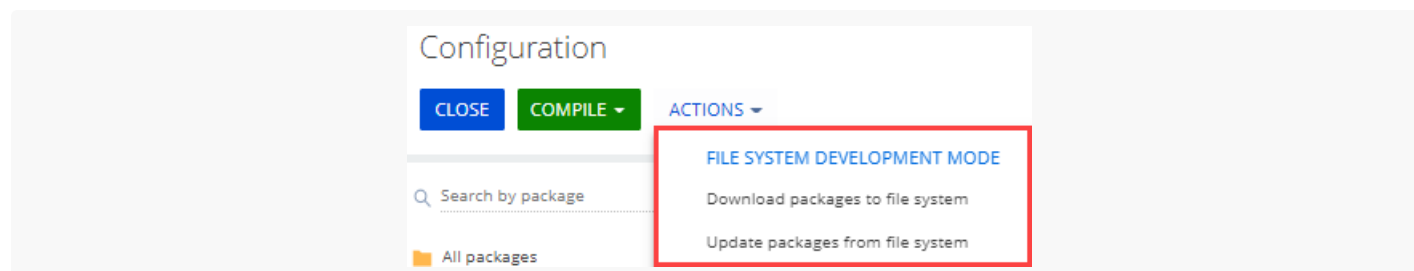 Configuration
CLOSE COMPILE ACTIONS
FILE SYSTEM DEVELOPMENT MODE
Search by package
Download packages to file system
Update packages from file system
All packages